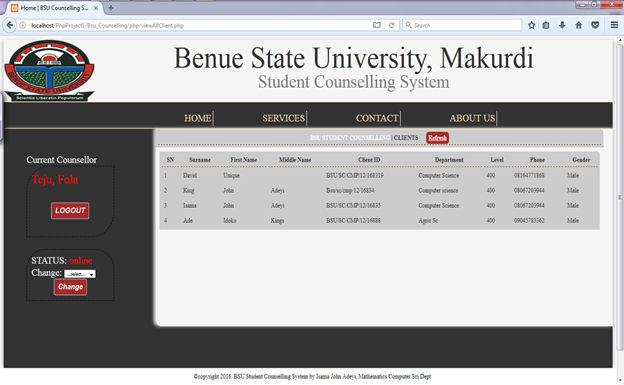 Home | BSU Counselling S...
localhost/PhpProject1/Bsu_Counselling/php/viewAllClient.php
Search
Benue State University, Makurdi
Student Counselling System
BENUE STATE UNIVERSITY
Scientia Liberatio Populorum
HOME SERVICES CONTACT ABOUT US
BSU STUDENT COUNSELLING | CLIENTS Refresh
Current Counsellor
Teju, Fola
LOGOUT
STATUS: online
Change: ...select...
Change
SN Surname First Name Middle Name Client ID Department Level Phone Gender
1 David Unique BSU/SC/CMP/12/168319 Computer Science 400 08164771868 Male
2 King John Adeyi Bsu/sc/cmp/12/16834 Computer science 400 08067203944 Male
3 Isama John Adeyi BSU/SC/CMP/12/16835 Computer Science 400 08067203944 Male
4 Ade Idoko Kings BSU/SC/CMP/12/16888 Agric Sc 400 09045783362 Male
©copyright 2016. BSU Student Counselling System by Isama John Adeyi, Mathematics/Computer Sci Dept